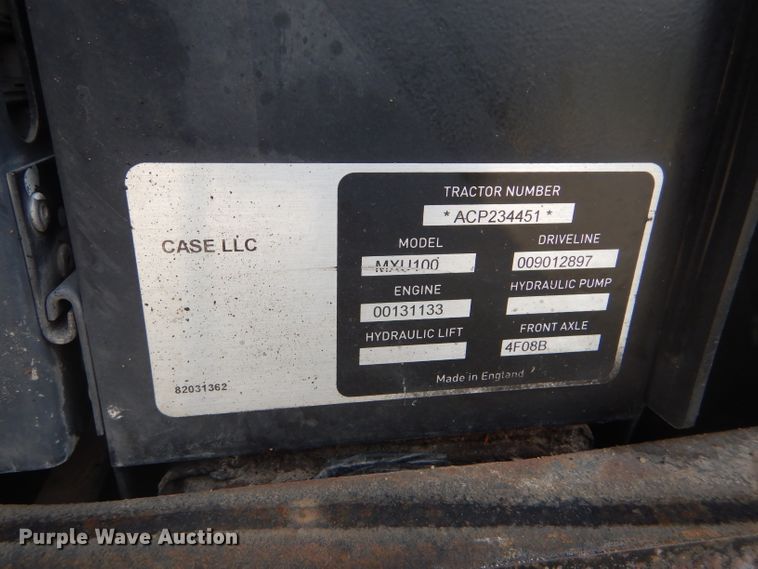 TRACTOR NUMBER
* ACP234451 *
CASE LLC
MODEL DRIVELINE
MXU100 009012897
ENGINE HYDRAULIC PUMP
00131133
HYDRAULIC LIFT FRONT AXLE
4F08B
82031362 Made in England
Purple Wave Auction